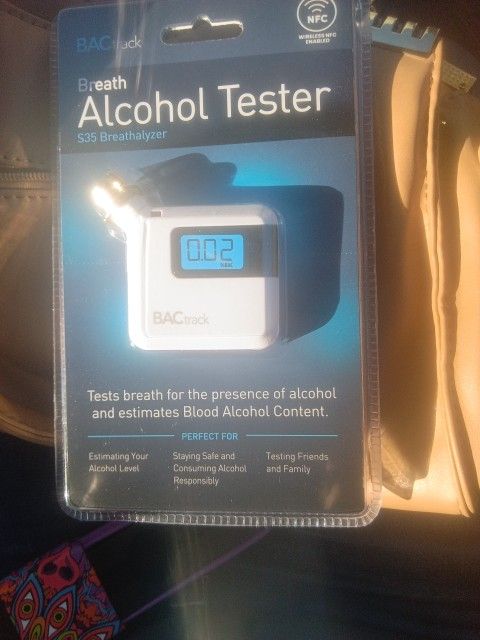 BACtrack
NFC
WIRELESS NFC
ENABLED
Breath
Alcohol Tester
S35 Breathalyzer
0.02
%BAC
BACtrack
Tests breath for the presence of alcohol
and estimates Blood Alcohol Content.
PERFECT FOR
Estimating Your
Alcohol Level
Staying Safe and
Consuming Alcohol
Responsibly
Testing Friends
and Family